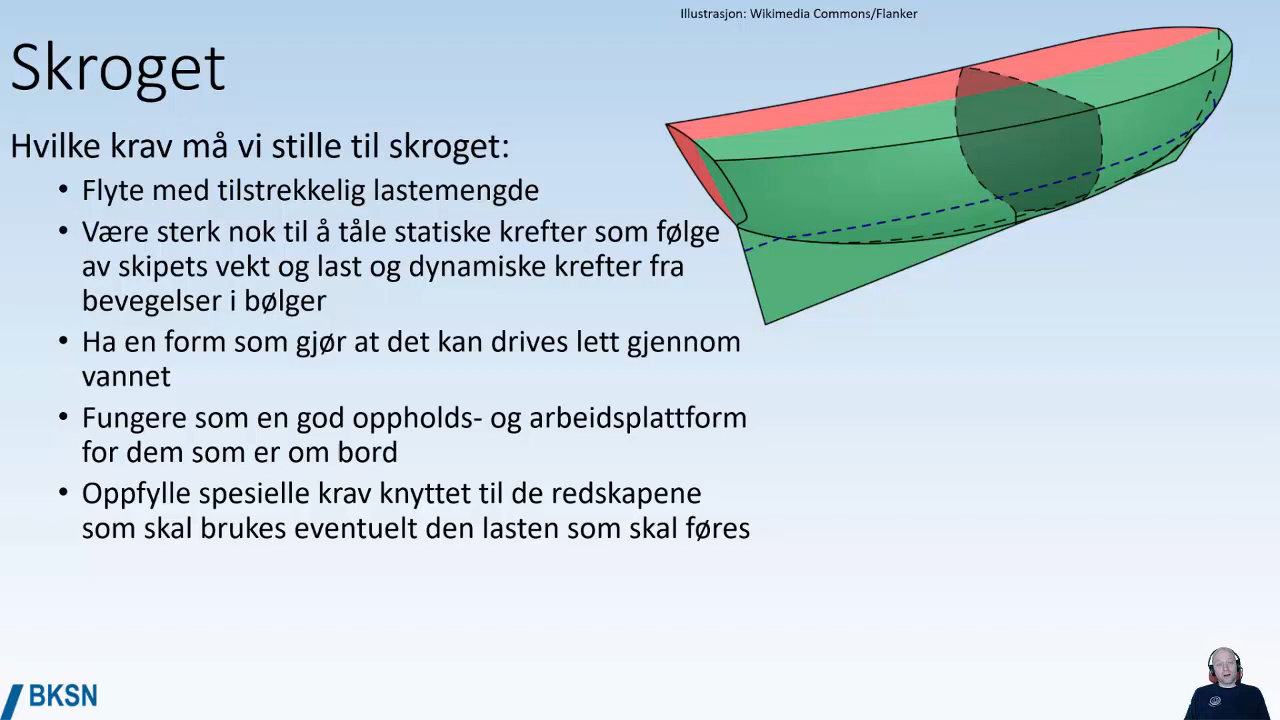 Illustrasjon: Wikimedia Commons/Flanker
Skroget
Hvilke krav må vi stille til skroget:
• Flyte med tilstrekkelig lastemengde
• Være sterk nok til å tåle statiske krefter som følge
av skipets vekt og last og dynamiske krefter fra
bevegelser i bølger
• Ha en form som gjør at det kan drives lett gjennom
vannet
• Fungere som en god oppholds- og arbeidsplattform
for dem som er om bord
• Oppfylle spesielle krav knyttet til de redskapene
som skal brukes eventuelt den lasten som skal føres
BKSN